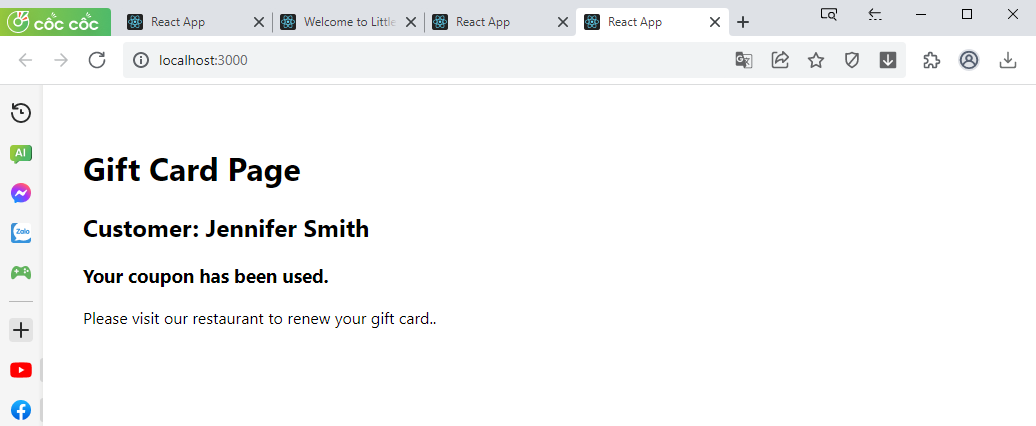 cốc cốc
React App
Welcome to Little
React App
React App
localhost:3000
AI
Zalo
Gift Card Page
Customer: Jennifer Smith
Your coupon has been used.
Please visit our restaurant to renew your gift card..